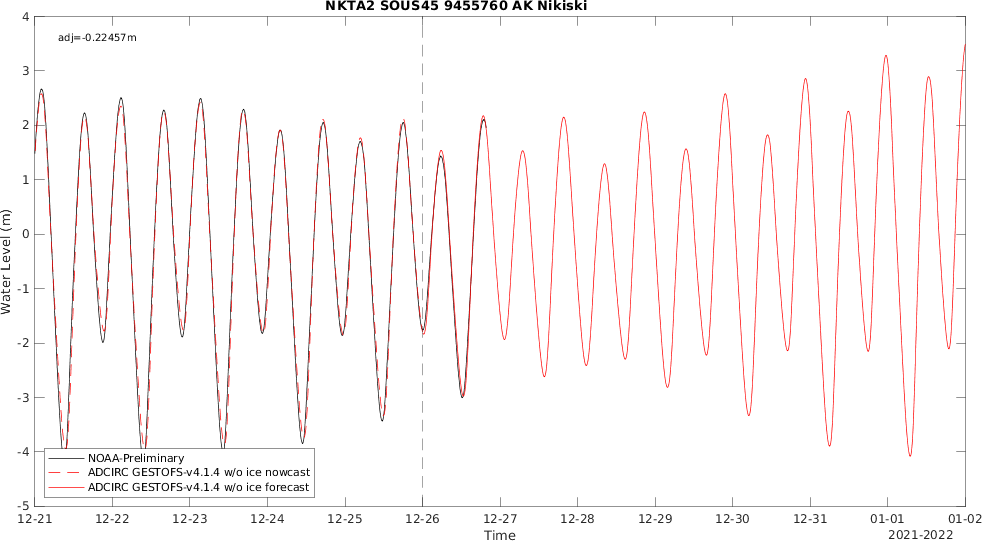 NKTA2 SOUS45 9455760 AK Nikiski
adj=-0.22457m
4
3
2
1
0
-1
-2
-3
-4
-5
Water Level (m)
NOAA-Preliminary
ADCIRC GESTOFS-v4.1.4 w/o ice nowcast
ADCIRC GESTOFS-v4.1.4 w/o ice forecast
12-21 12-22 12-23 12-24 12-25 12-26 12-27 12-28 12-29 12-30 12-31 01-01 01-02
Time
2021-2022